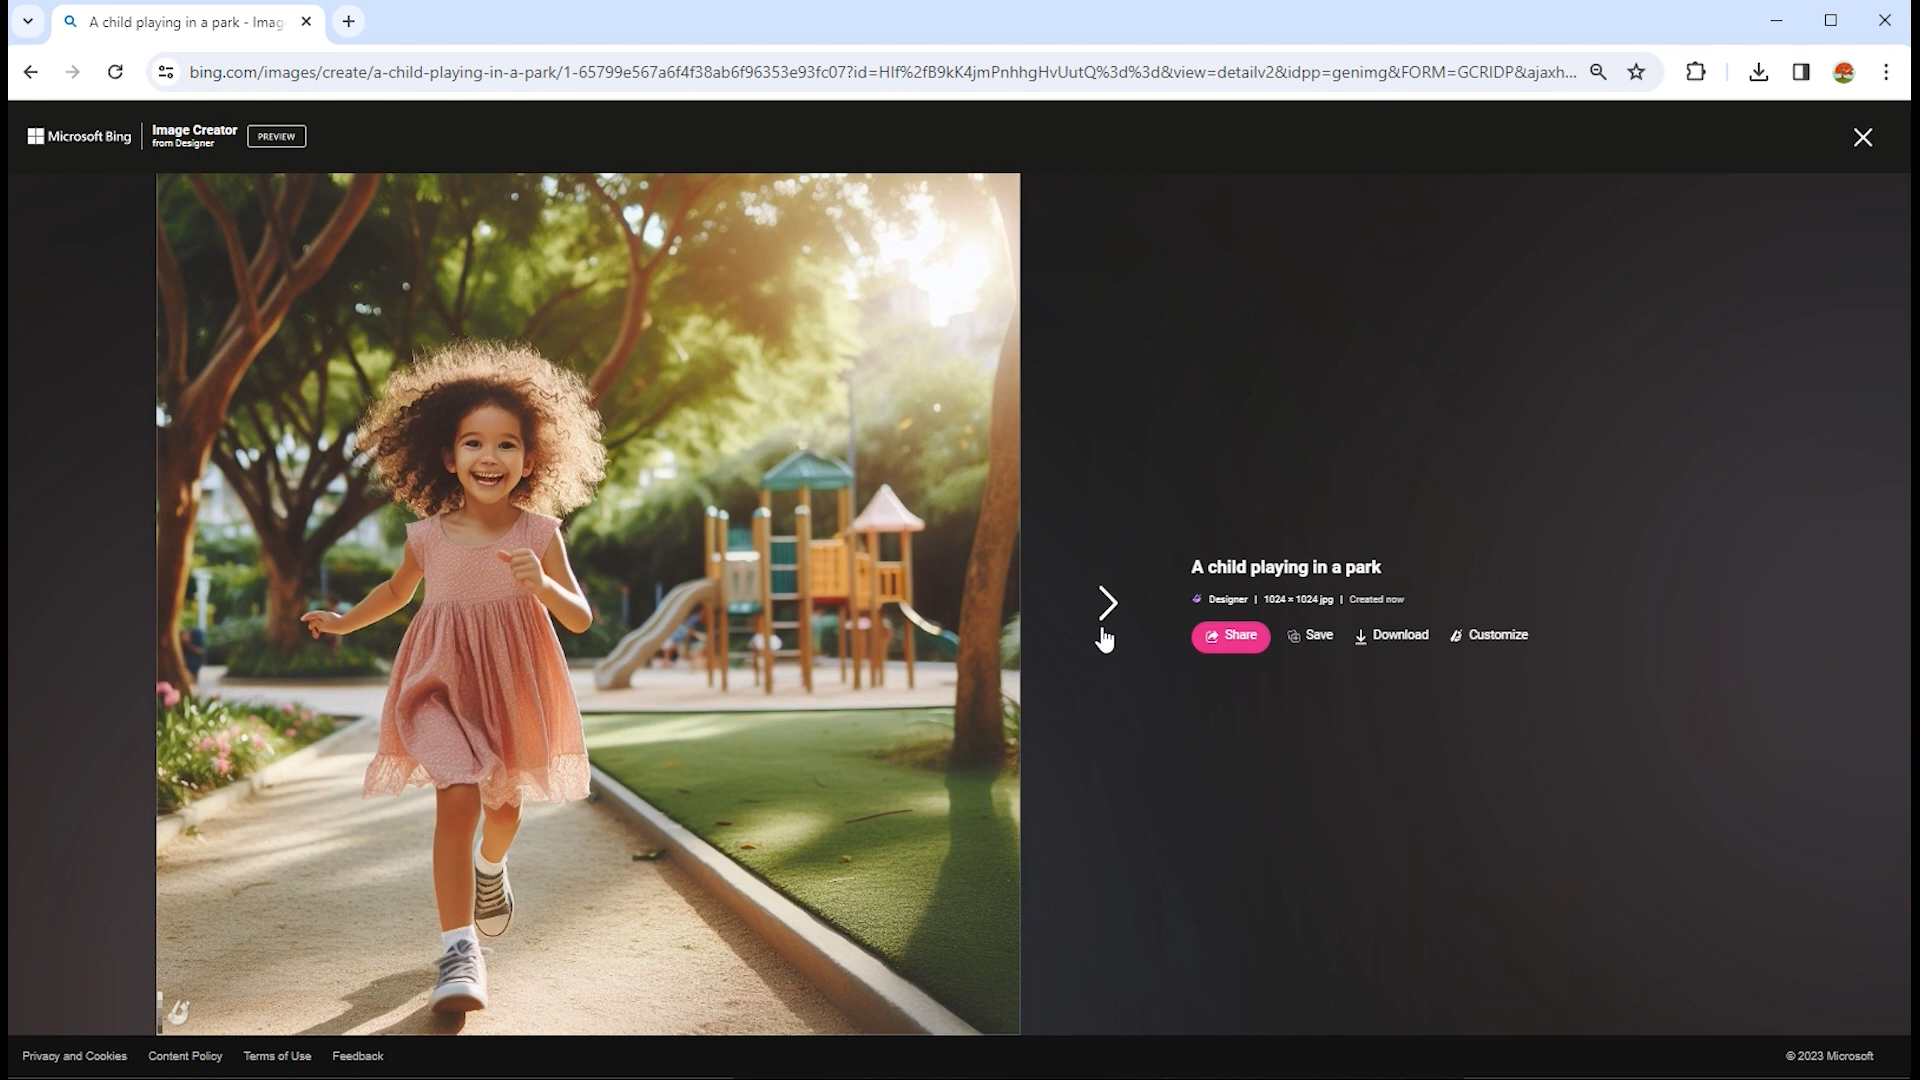 A child playing in a park - Imag
bing.com/images/create/a-child-playing-in-a-park/1-65799e567a6f4f38ab6f96353e93fc07?id=HIf%2fB9kK4jmPnhhgHvUutQ%3d%3d&view=detailv2&idpp=genimg&FORM=GCRIDP&ajaxh...
Microsoft Bing
Image Creator
from Designer
PREVIEW
A child playing in a park
Designer | 1024 × 1024 jpg | Created now
Share Save Download Customize
Privacy and Cookies Content Policy Terms of Use Feedback © 2023 Microsoft